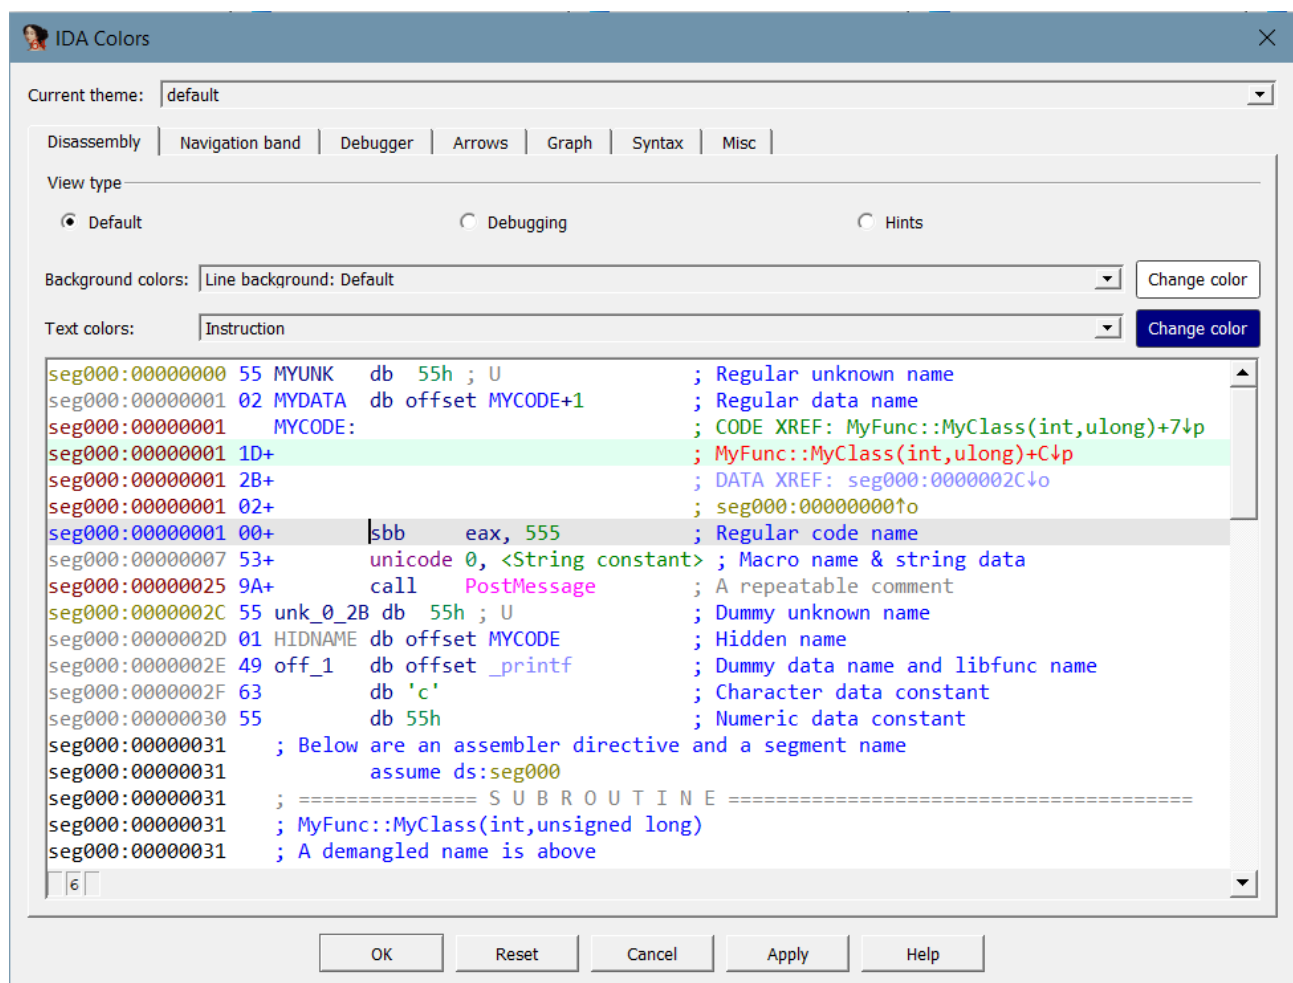 IDA Colors
Current theme: default
Disassembly Navigation band Debugger Arrows Graph Syntax Misc
View type
Default Debugging Hints
Background colors: Line background: Default Change color
Text colors: Instruction Change color
seg000:00000000 55 MYUNK db 55h ; U ; Regular unknown name
seg000:00000001 02 MYDATA db offset MYCODE+1 ; Regular data name
seg000:00000001 MYCODE: ; CODE XREF: MyFunc::MyClass(int,ulong)+7↓p
seg000:00000001 1D+ ; MyFunc::MyClass(int,ulong)+C↓p
seg000:00000001 2B+ ; DATA XREF: seg000:0000002C↓o
seg000:00000001 02+ ; seg000:00000000↑o
seg000:00000001 00+ sbb eax, 555 ; Regular code name
seg000:00000007 53+ unicode 0, <String constant> ; Macro name & string data
seg000:00000025 9A+ call PostMessage ; A repeatable comment
seg000:0000002C 55 unk_0_2B db 55h ; U ; Dummy unknown name
seg000:0000002D 01 HIDNAME db offset MYCODE ; Hidden name
seg000:0000002E 49 off_1 db offset _printf ; Dummy data name and libfunc name
seg000:0000002F 63 db 'c' ; Character data constant
seg000:00000030 55 db 55h ; Numeric data constant
seg000:00000031 ; Below are an assembler directive and a segment name
seg000:00000031 assume ds:seg000
seg000:00000031 ; =============== S U B R O U T I N E =======================================
seg000:00000031 ; MyFunc::MyClass(int,unsigned long)
seg000:00000031 ; A demangled name is above
6
OK Reset Cancel Apply Help